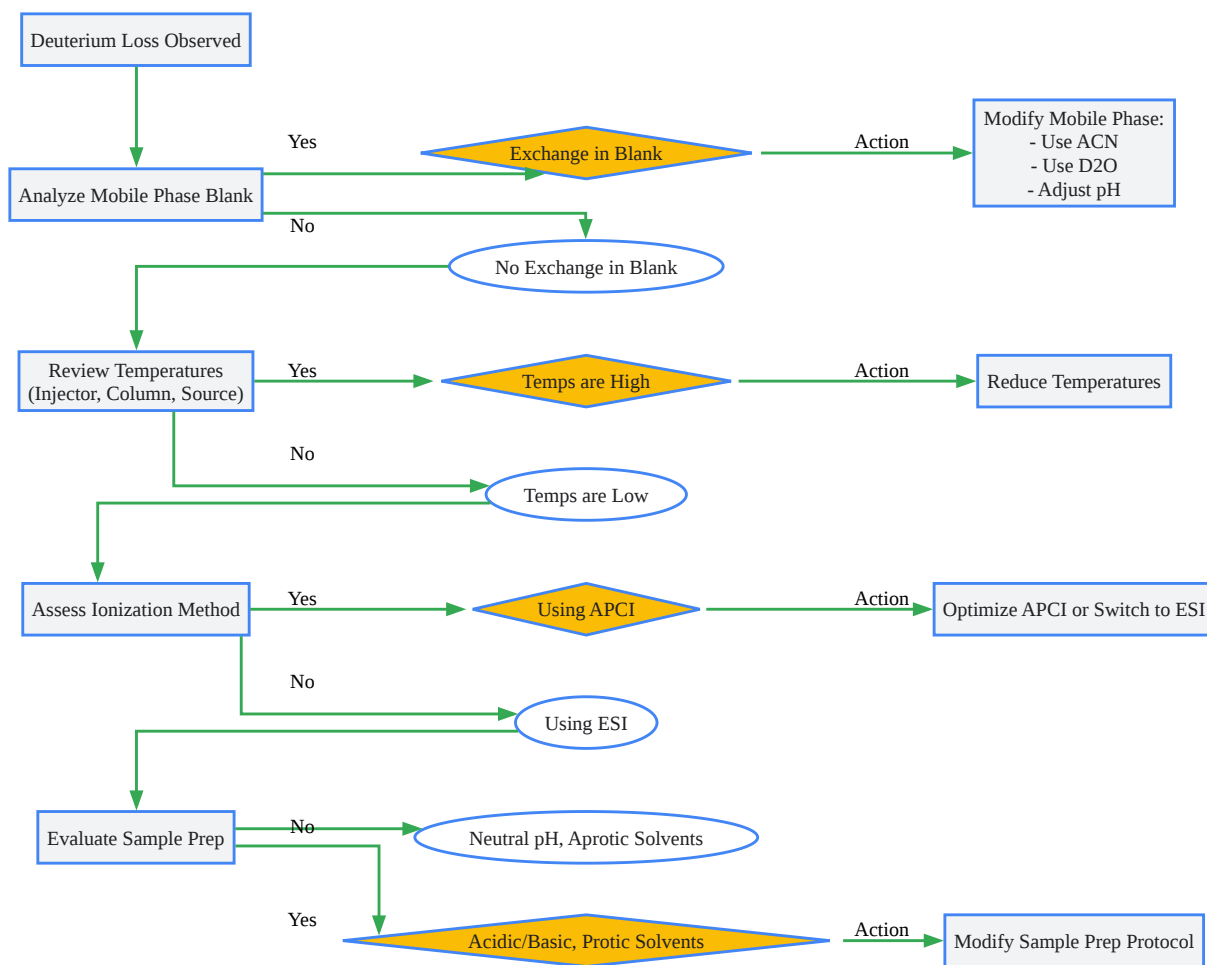 Deuterium Loss Observed
Yes
Exchange in Blank
Action
Modify Mobile Phase:
- Use ACN
- Use D2O
- Adjust pH
Analyze Mobile Phase Blank
No
No Exchange in Blank
Review Temperatures
(Injector, Column, Source)
Yes
Temps are High
Action
Reduce Temperatures
No
Temps are Low
Assess Ionization Method
Yes
Using APCI
Action
Optimize APCI or Switch to ESI
No
Using ESI
Evaluate Sample Prep
No
Neutral pH, Aprotic Solvents
Yes
Acidic/Basic, Protic Solvents
Action
Modify Sample Prep Protocol